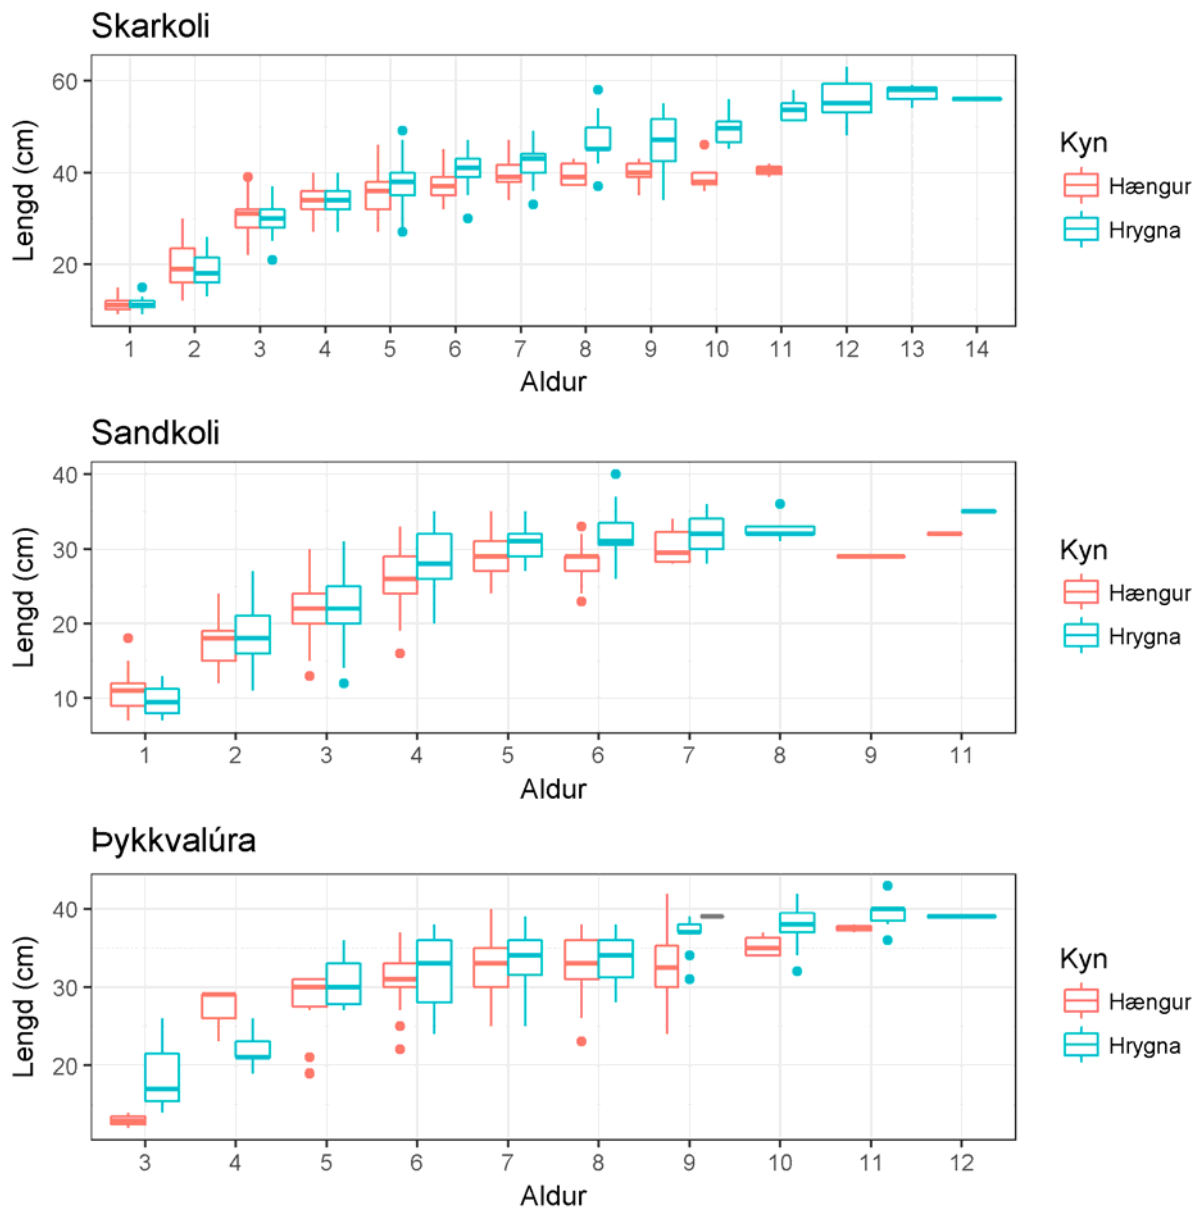 Skarkoli
60
40
20
Lengd (cm)
1 2 3 4 5 6 7 8 9 10 11 12 13 14
Aldur
Kyn
Hængur
Hrygna
Sandkoli
40
30
20
10
Lengd (cm)
1 2 3 4 5 6 7 8 9 11
Aldur
Kyn
Hængur
Hrygna
Þykkvalúra
40
30
20
Lengd (cm)
3 4 5 6 7 8 9 10 11 12
Aldur
Kyn
Hængur
Hrygna